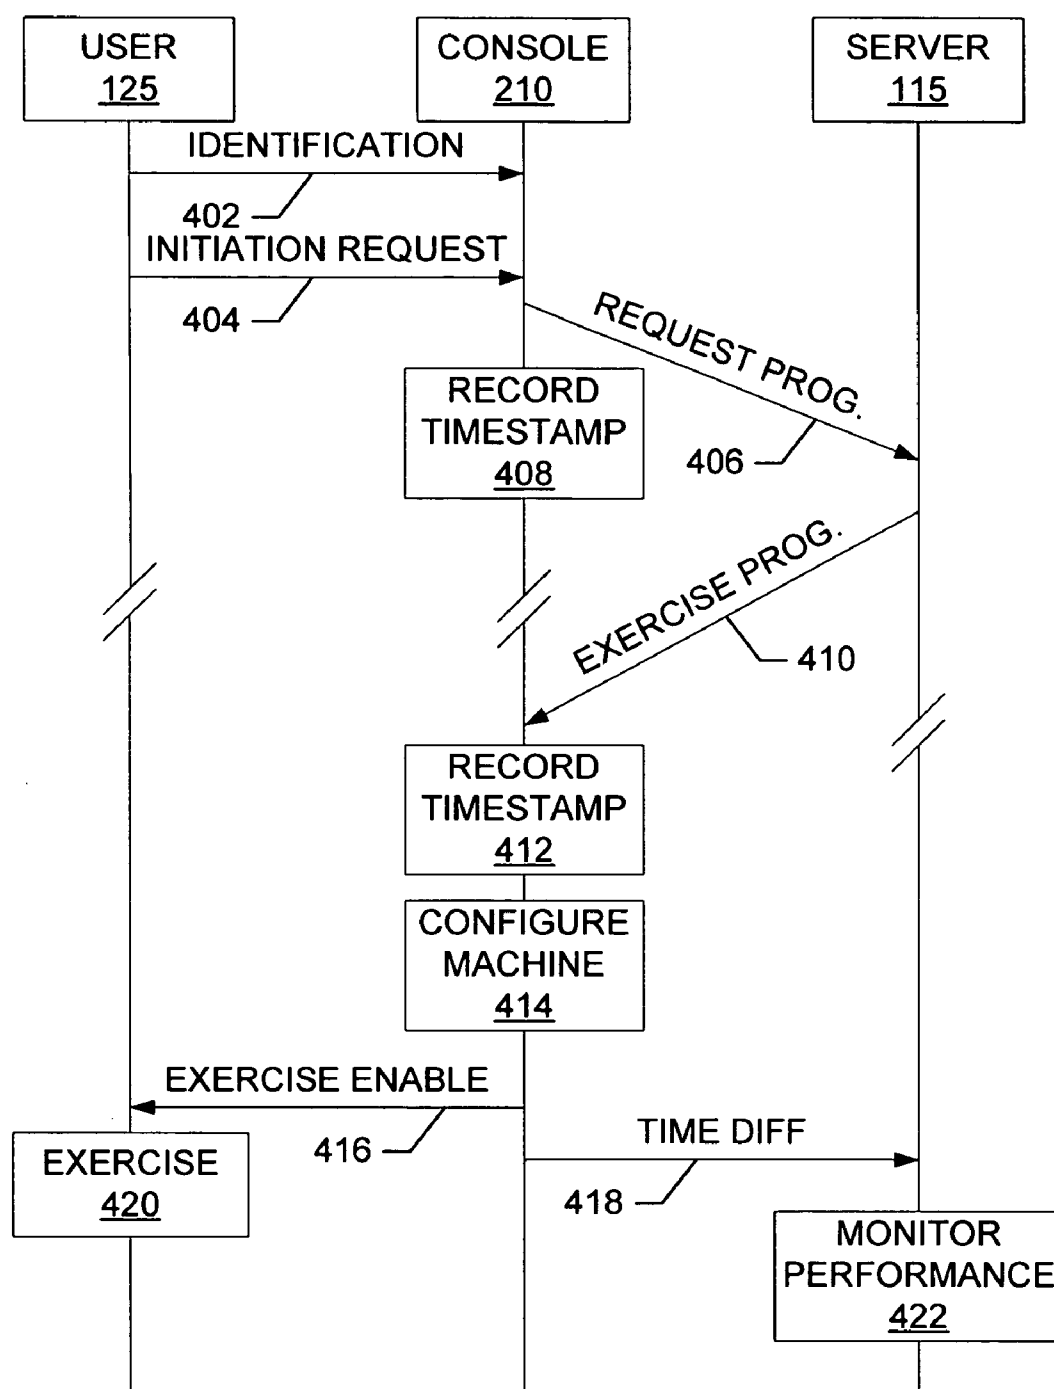 USER
125
CONSOLE
210
SERVER
115
IDENTIFICATION
402
INITIATION REQUEST
404
REQUEST PROG.
406
RECORD
TIMESTAMP
408
EXERCISE PROG.
410
RECORD
TIMESTAMP
412
CONFIGURE
MACHINE
414
EXERCISE ENABLE
416
TIME DIFF
418
EXERCISE
420
MONITOR
PERFORMANCE
422